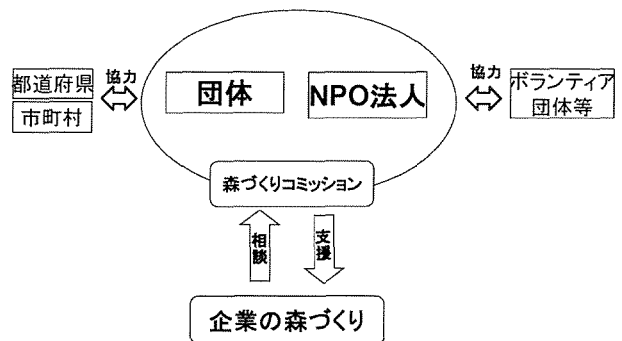 都道府県
市町村
協力
団体
NPO法人
協力
ボランティア
団体等
森づくりコミッション
相談
支援
企業の森づくり